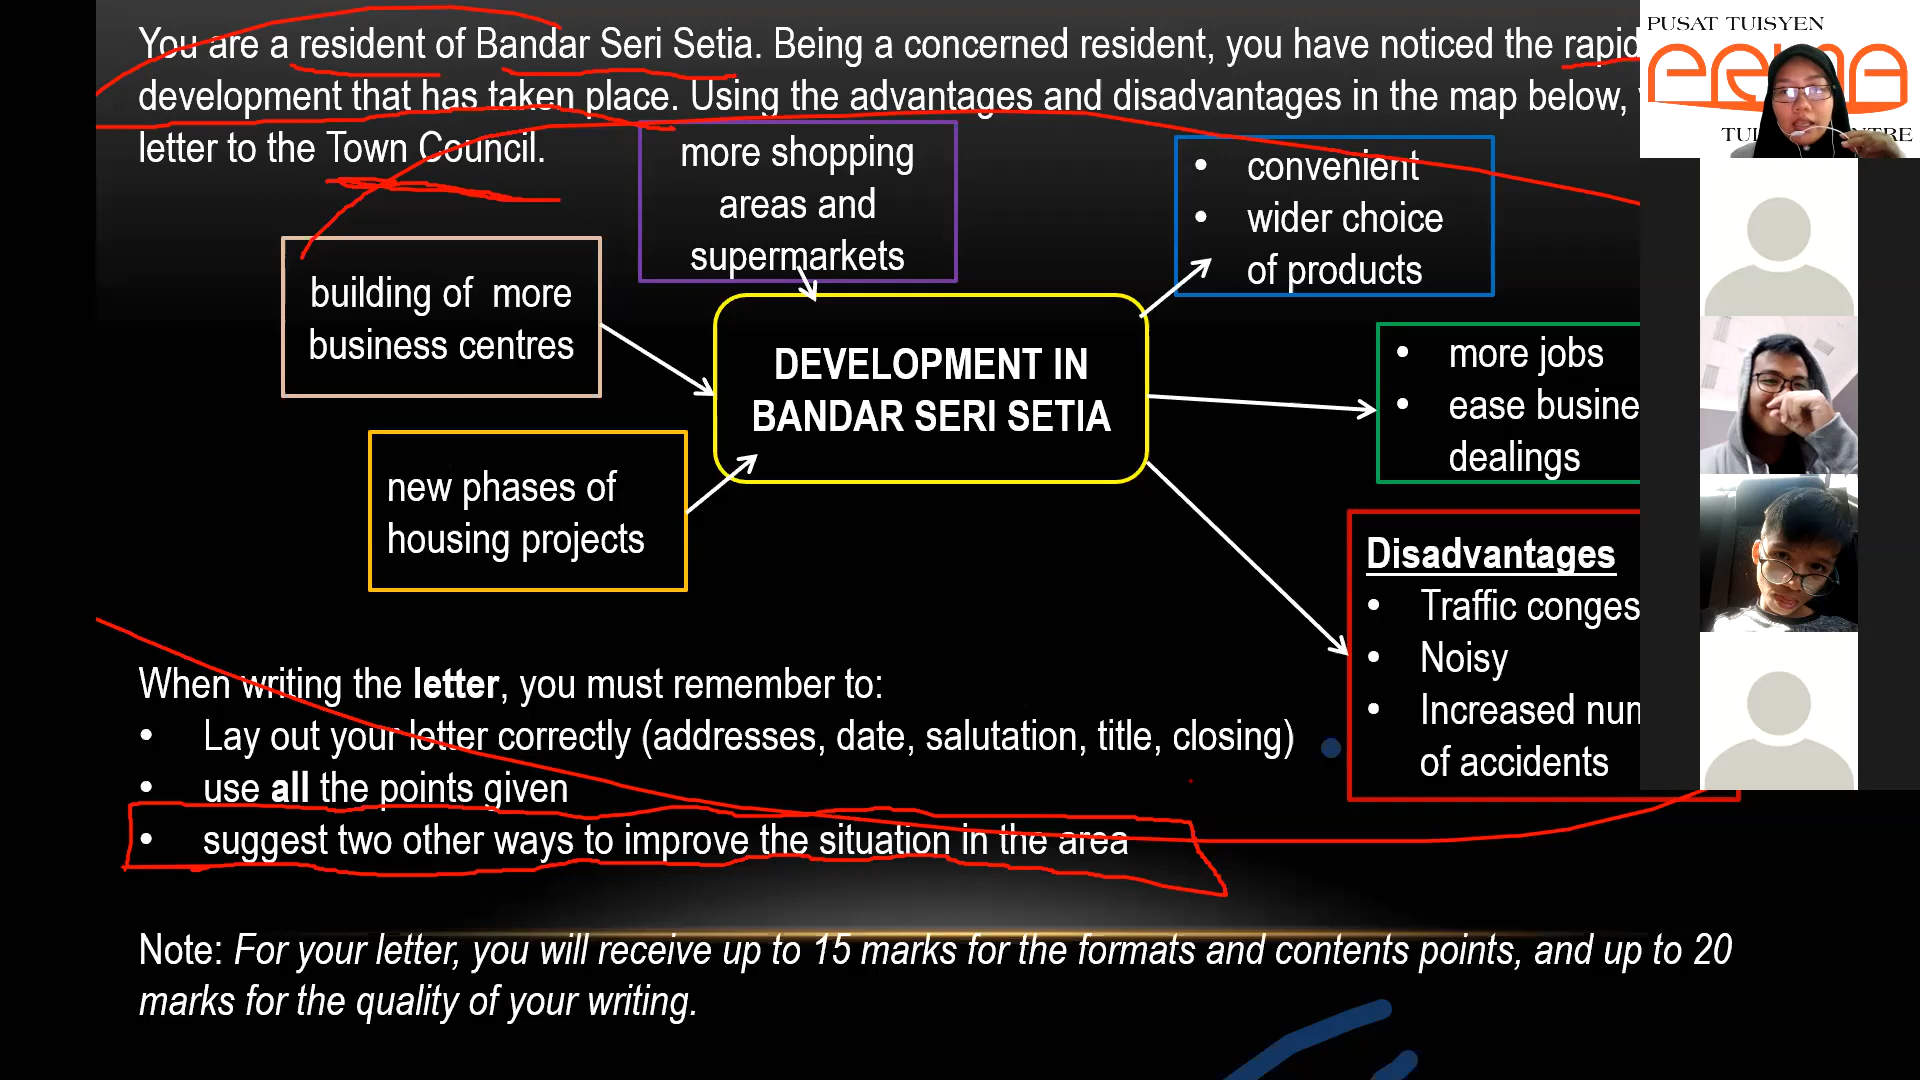 You are a resident of Bandar Seri Setia. Being a concerned resident, you have noticed the rapid
development that has taken place. Using the advantages and disadvantages in the map below,
letter to the Town Council.
PUSAT TUISYEN
more shopping
areas and
supermarkets
• convenient
• wider choice
of products
building of more
business centres
DEVELOPMENT IN
BANDAR SERI SETIA
• more jobs
• ease
dealings
new phases of
housing projects
Disadvantages
• Traffic
• Noisy
• Increased
of accidents
When writing the letter, you must remember to:
• Lay out your letter correctly (addresses, date, salutation, title, closing)
• use all the points given
• suggest two other ways to improve the situation in the area
Note: For your letter, you will receive up to 15 marks for the formats and contents points, and up to 20
marks for the quality of your writing.